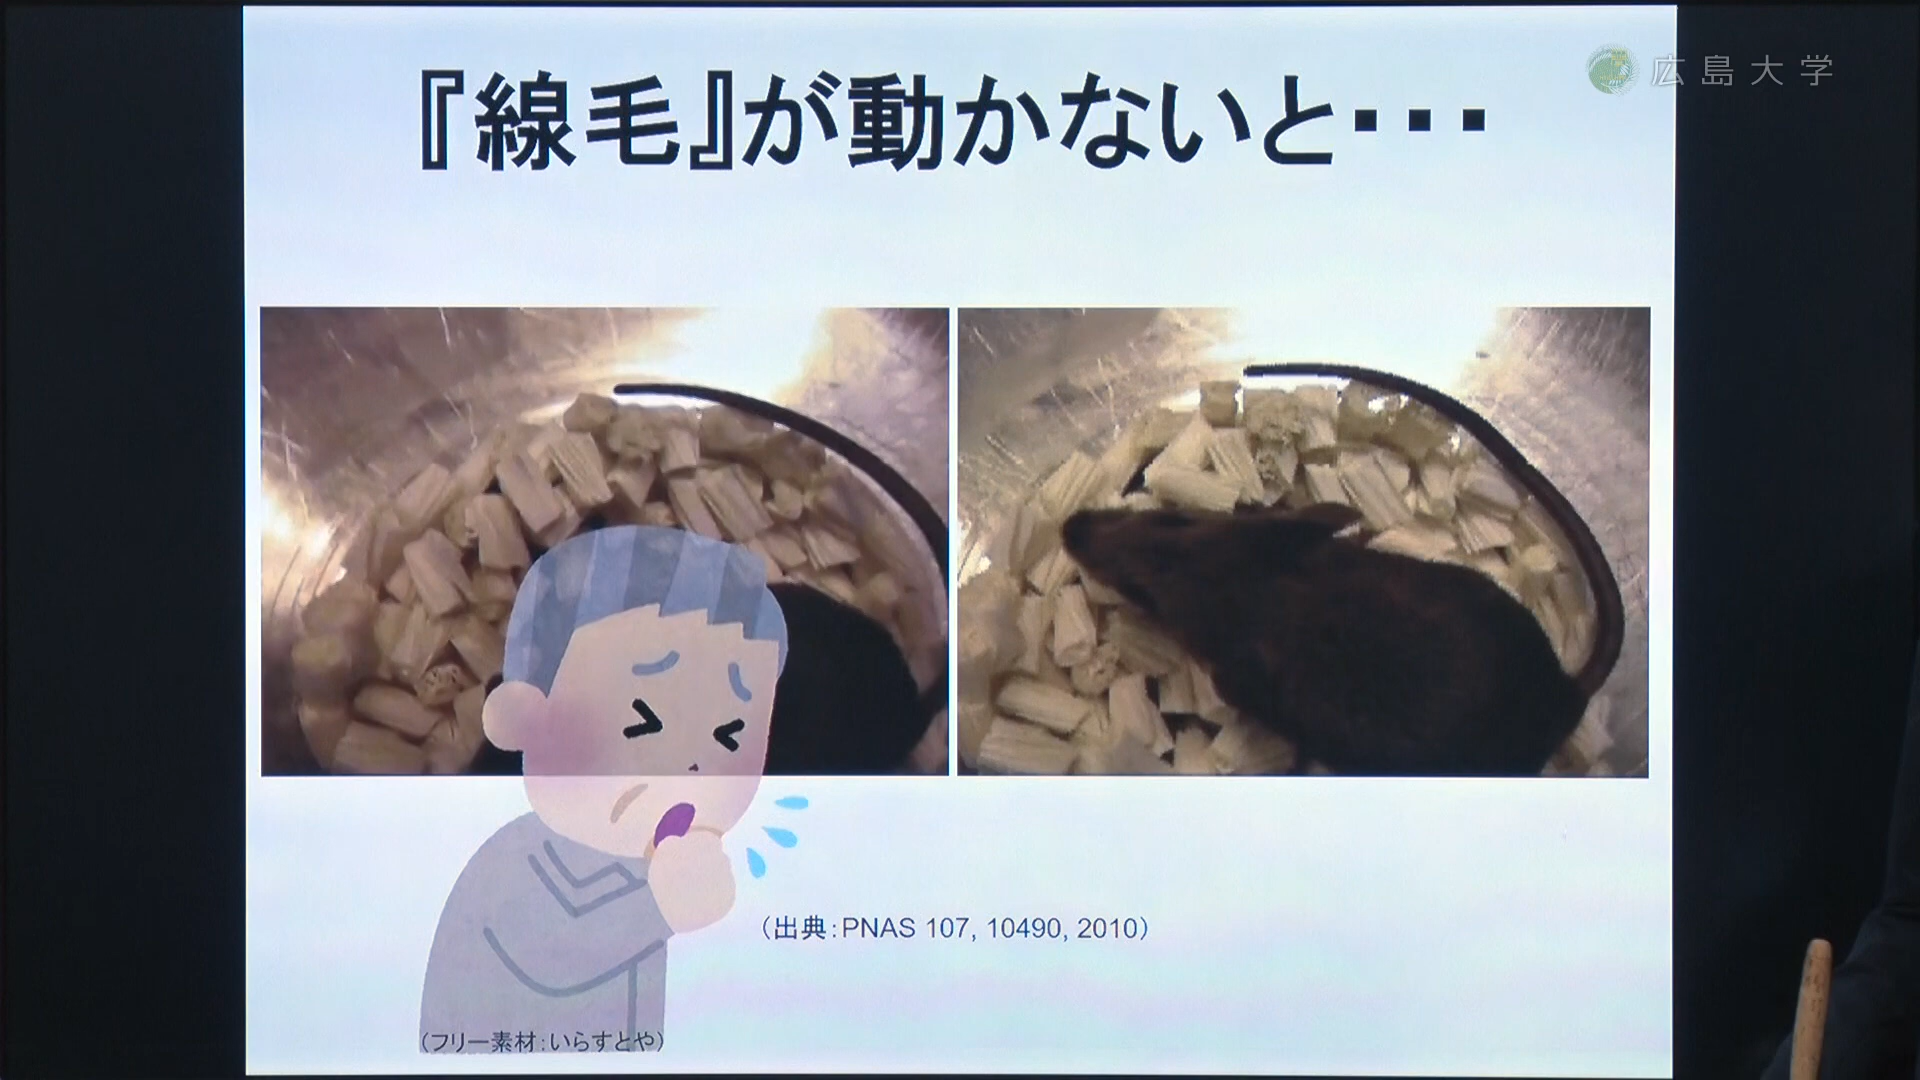 広島大学
『線毛』が動かないと・・・
（出典：PNAS 107, 10490, 2010）
（フリー素材：いらすとや）